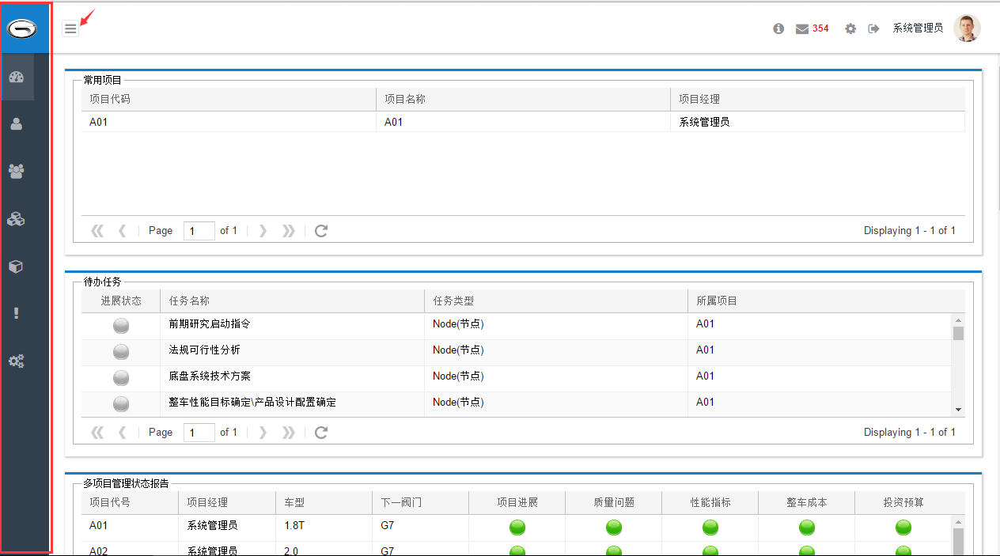 354 系统管理员
常用项目
项目代码 项目名称 项目经理
A01 A01 系统管理员
Page 1 of 1 Displaying 1 - 1 of 1
待办任务
进展状态 任务名称 任务类型 所属项目
前期研究启动指令 Node(节点) A01
法规可行性分析 Node(节点) A01
底盘系统技术方案 Node(节点) A01
整车性能目标确定\产品设计配置确定 Node(节点) A01
Page 1 of 1 Displaying 1 - 1 of 1
多项目管理状态报告
项目代号 项目经理 车型 下一阀门 项目进展 质量问题 性能指标 整车成本 投资预算
A01 系统管理员 1.8T G7
A02 系统管理员 2.0 G7